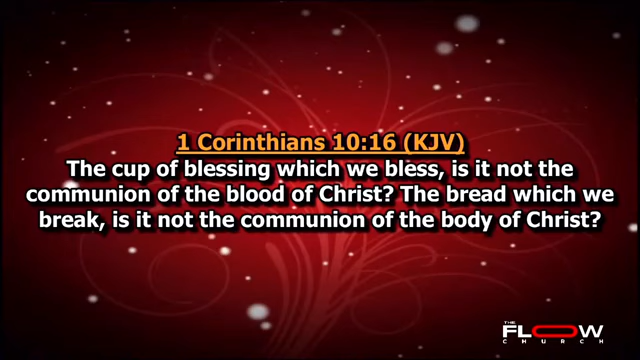 1 Corinthians 10:16 (KJV)
The cup of blessing which we bless, is it not the
communion of the blood of Christ? The bread which we
break, is it not the communion of the body of Christ?
THE
FLOW
CHURCH